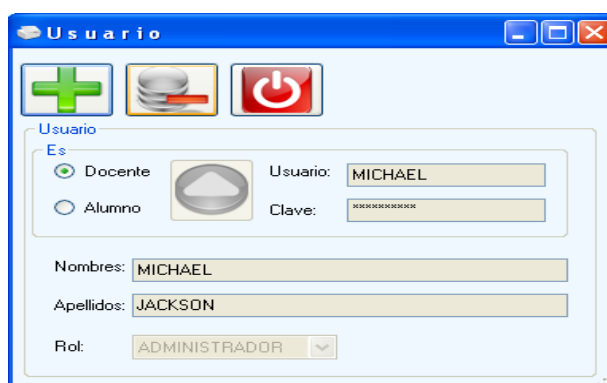 Usuario
Usuario
Es
Docente Usuario: MICHAEL
Alumno Clave: **********
Nombres: MICHAEL
Apellidos: JACKSON
Rol: ADMINISTRADOR